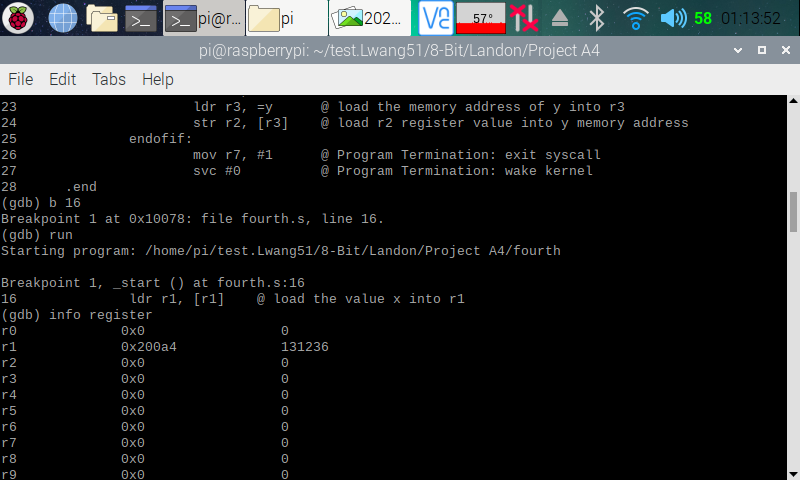 pi@r... pi 202... 57° 58 01:13:52
pi@raspberrypi: ~/test.Lwang51/8-Bit/Landon/Project A4
File Edit Tabs Help
23 ldr r3, =y @ load the memory address of y into r3
24 str r2, [r3] @ load r2 register value into y memory address
25 endofif:
26 mov r7, #1 @ Program Termination: exit syscall
27 svc #0 @ Program Termination: wake kernel
28 .end
(gdb) b 16
Breakpoint 1 at 0x10078: file fourth.s, line 16.
(gdb) run
Starting program: /home/pi/test.Lwang51/8-Bit/Landon/Project A4/fourth
Breakpoint 1, _start () at fourth.s:16
16 ldr r1, [r1] @ load the value x into r1
(gdb) info register
r0 0x0 0
r1 0x200a4 131236
r2 0x0 0
r3 0x0 0
r4 0x0 0
r5 0x0 0
r6 0x0 0
r7 0x0 0
r8 0x0 0
r9 0x0 0